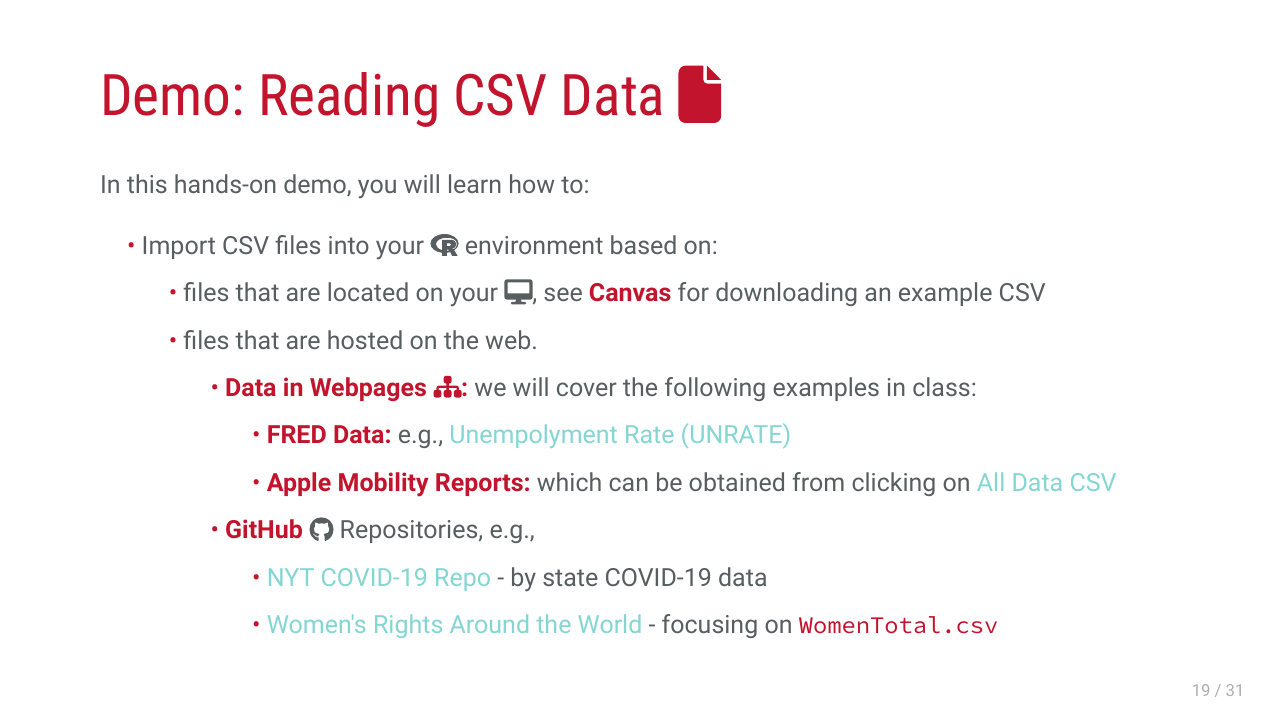 Demo: Reading CSV Data
In this hands-on demo, you will learn how to:
• Import CSV files into your R environment based on:
• files that are located on your , see Canvas for downloading an example CSV
• files that are hosted on the web.
• Data in Webpages : we will cover the following examples in class:
• FRED Data: e.g., Unempolyment Rate (UNRATE)
• Apple Mobility Reports: which can be obtained from clicking on All Data CSV
• GitHub Repositories, e.g.,
• NYT COVID-19 Repo - by state COVID-19 data
• Women's Rights Around the World - focusing on WomenTotal.csv
19 / 31